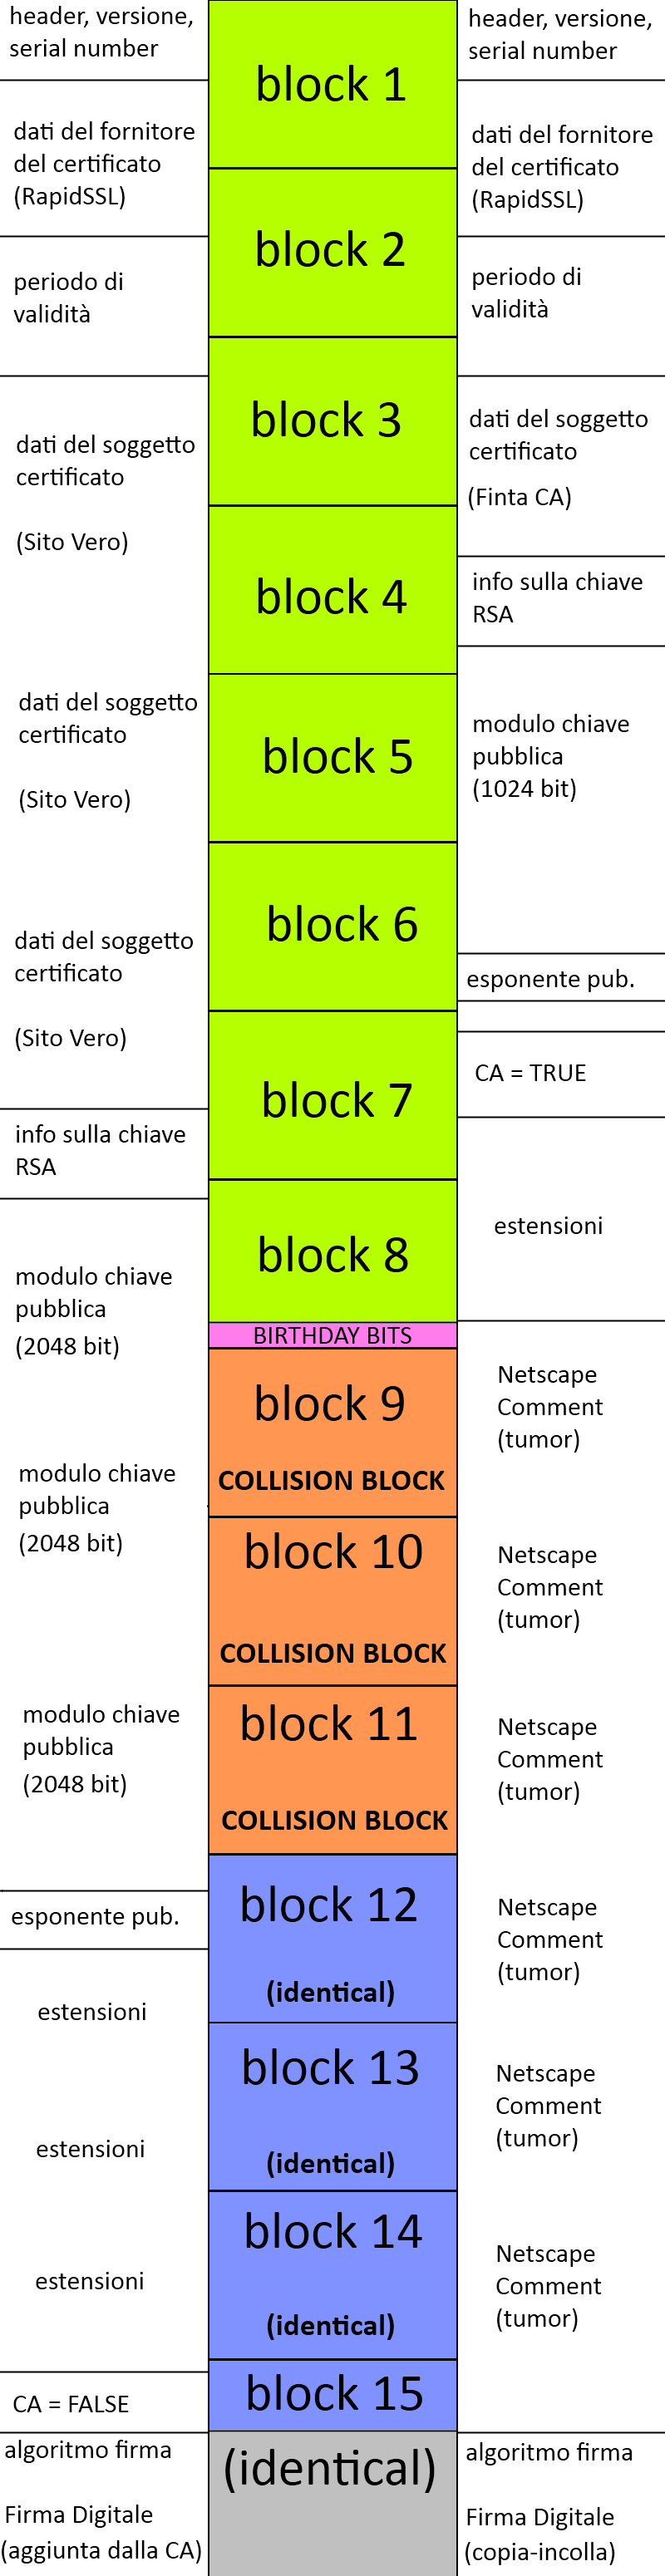 header, versione,
serial number
dati del fornitore
del certificato
(RapidSSL)
periodo di
validità
dati del soggetto
certificato
(Sito Vero)
dati del soggetto
certificato
(Sito Vero)
dati del soggetto
certificato
(Sito Vero)
info sulla chiave
RSA
modulo chiave
pubblica
(2048 bit)
modulo chiave
pubblica
(2048 bit)
modulo chiave
pubblica
(2048 bit)
esponente pub.
estensioni
estensioni
estensioni
CA = FALSE
algoritmo firma
Firma Digitale
(aggiunta dalla CA)
block 1
block 2
block 3
block 4
block 5
block 6
block 7
block 8
BIRTHDAY BITS
block 9
COLLISION BLOCK
block 10
COLLISION BLOCK
block 11
COLLISION BLOCK
block 12
(identical)
block 13
(identical)
block 14
(identical)
block 15
(identical)
header, versione,
serial number
dati del fornitore
del certificato
(RapidSSL)
periodo di
validità
dati del soggetto
certificato
(Finta CA)
info sulla chiave
RSA
modulo chiave
pubblica
(1024 bit)
esponente pub.
CA = TRUE
estensioni
Netscape
Comment
(tumor)
Netscape
Comment
(tumor)
Netscape
Comment
(tumor)
Netscape
Comment
(tumor)
Netscape
Comment
(tumor)
Netscape
Comment
(tumor)
algoritmo firma
Firma Digitale
(copia-incolla)